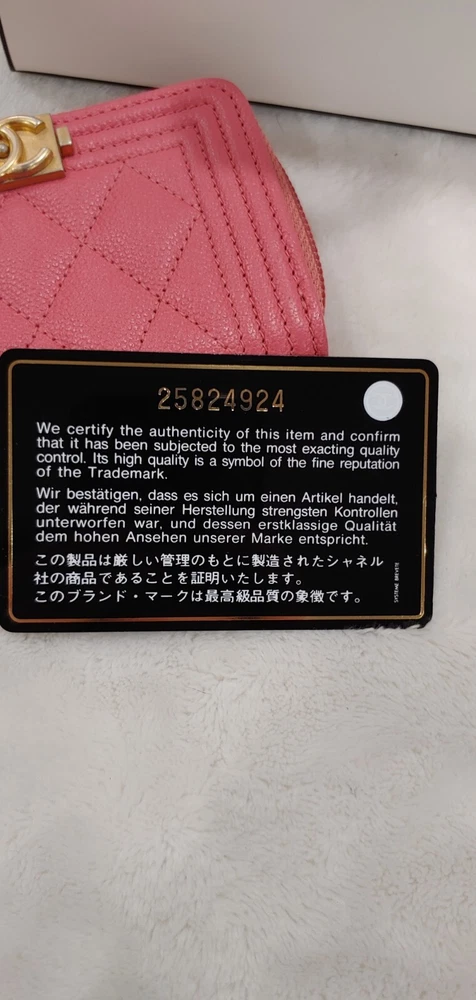 25824924
We certify the authenticity of this item and confirm
that it has been subjected to the most exacting quality
control. Its high quality is a symbol of the fine reputation
of the Trademark.
Wir bestätigen, dass es sich um einen Artikel handelt,
der während seiner Herstellung strengsten Kontrollen
unterworfen war, und dessen erstklassige Qualität
dem hohen Ansehen unserer Marke entspricht.
この製品は厳しい管理のもとに製造されたシャネル
社の商品であることを証明いたします。
このブランド・マークは最高級品質の象徴です。
SYSTEME BREVETE